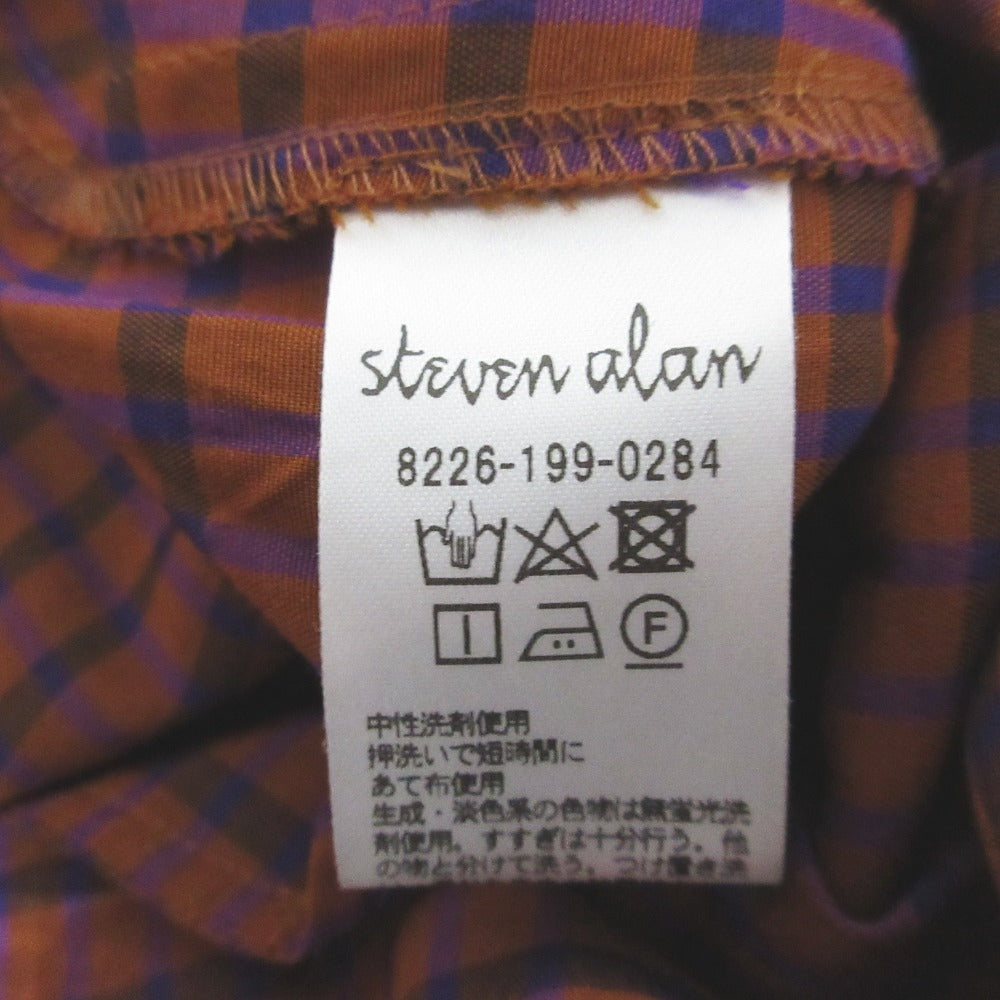 steven alan
8226-199-0284
F
中性洗剤使用
押洗いで短時間に
あて布使用
生成・淡色系の色物は無蛍光洗
剤使用。すすぎは十分行う。他
の物と分けて洗う。つけ置き洗